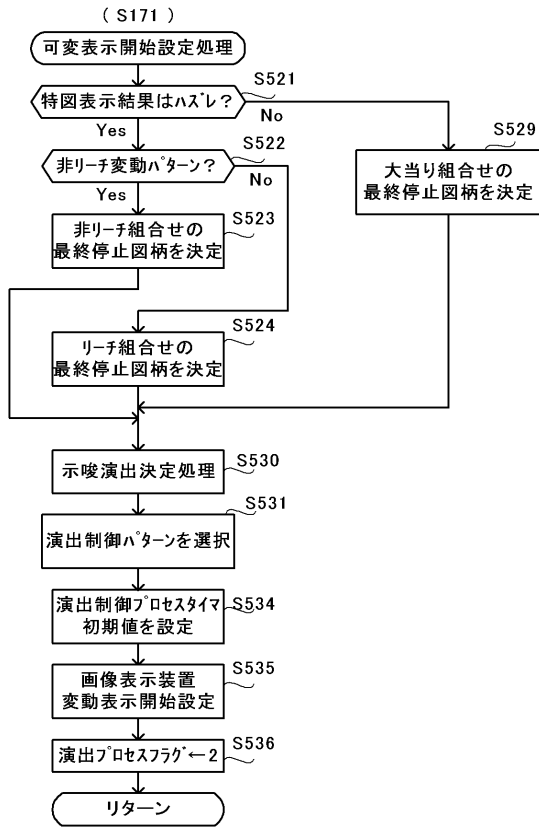 ( S171 )
可変表示開始設定処理
S521
特図表示結果はﾊｽﾞﾚ？
No
Yes
S522
非ﾘｰﾁ変動ﾊﾟﾀｰﾝ？
No
Yes
S529
大当り組合せの
最終停止図柄を決定
S523
非ﾘｰﾁ組合せの
最終停止図柄を決定
S524
ﾘｰﾁ組合せの
最終停止図柄を決定
S530
示唆演出決定処理
S531
演出制御ﾊﾟﾀｰﾝを選択
S534
演出制御ﾌﾟﾛｾｽﾀｲﾏ
初期値を設定
S535
画像表示装置
変動表示開始設定
S536
演出ﾌﾟﾛｾｽﾌﾗｸﾞ←2
リターン